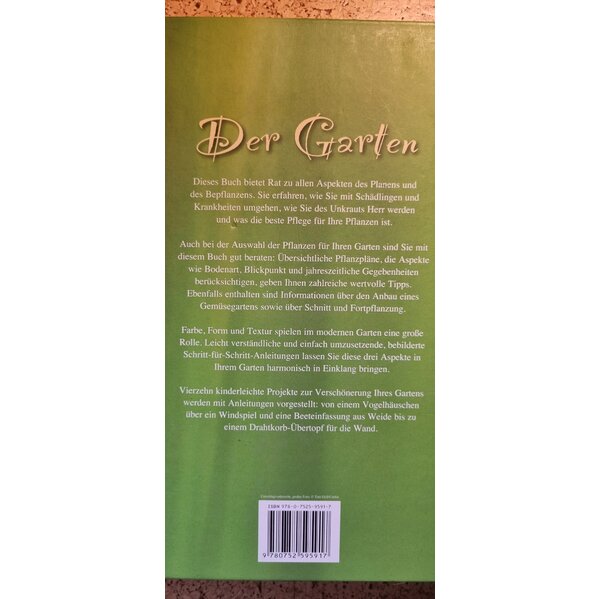 Der Garten
Dieses Buch bietet Rat zu allen Aspekten des Planens und
des Bepflanzens. Sie erfahren, wie Sie mit Schädlingen und
Krankheiten umgehen, wie Sie des Unkrauts Herr werden
und was die beste Pflege für Ihre Pflanzen ist.
Auch bei der Auswahl der Pflanzen für Ihren Garten sind Sie mit
diesem Buch gut beraten: Übersichtliche Pflanzpläne, die Aspekte
wie Bodenart, Blickpunkt und jahreszeitliche Gegebenheiten
berücksichtigen, geben Ihnen zahlreiche wertvolle Tipps.
Ebenfalls enthalten sind Informationen über den Anbau eines
Gemüsegartens sowie über Schnitt und Fortpflanzung.
Farbe, Form und Textur spielen im modernen Garten eine große
Rolle. Leicht verständliche und einfach umzusetzende, bebilderte
Schritt-für-Schritt-Anleitungen lassen Sie diese drei Aspekte in
Ihrem Garten harmonisch in Einklang bringen.
Vierzehn kinderleichte Projekte zur Verschönerung Ihres Gartens
werden mit Anleitungen vorgestellt: von einem Vogelhäuschen
über ein Windspiel und eine Beeteinfassung aus Weide bis zu
einem Drahtkorb-Übertopf für die Wand.
ISBN 978-0-7525-9591-7
9 780752 595917